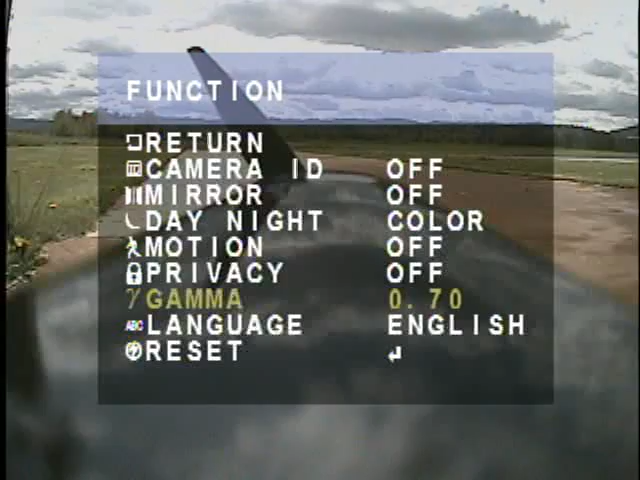 FUNCTION
RETURN
CAMERA ID OFF
MIRROR OFF
DAY NIGHT COLOR
MOTION OFF
PRIVACY OFF
γ GAMMA 0.70
ABC LANGUAGE ENGLISH
RESET ↲